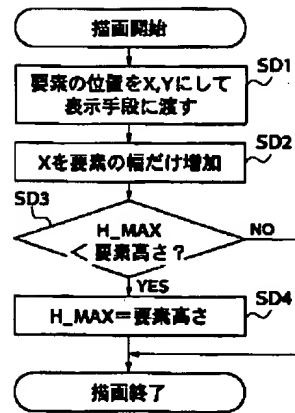 描画開始
SD1
要素の位置をX,Yにして
表示手段に渡す
SD2
Xを要素の幅だけ増加
SD3
H_MAX
＜要素高さ？
NO
YES
SD4
H_MAX＝要素高さ
描画終了